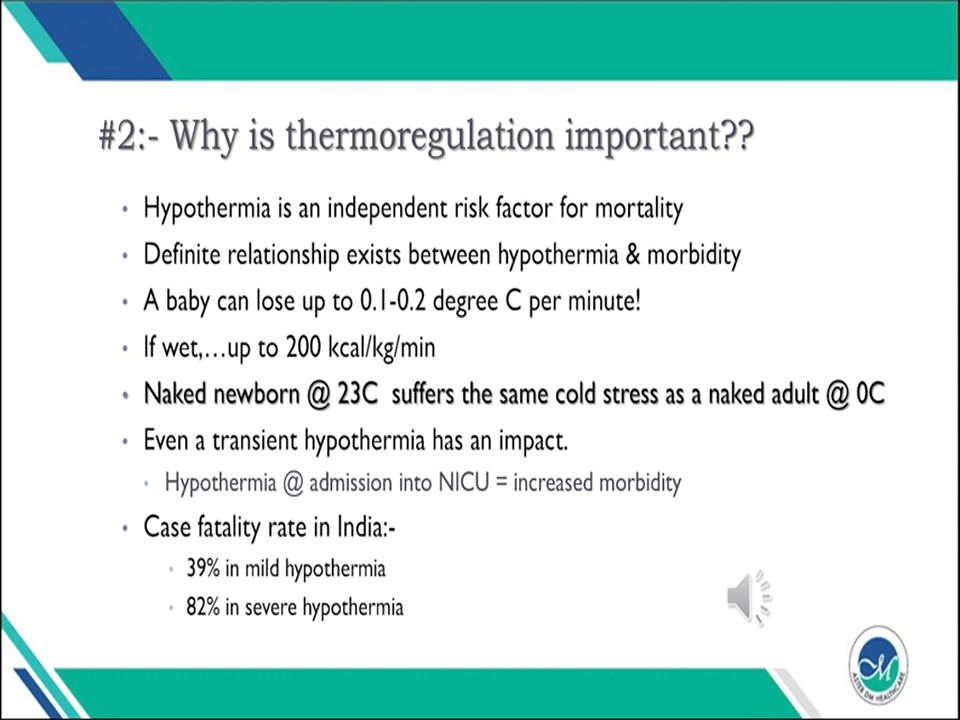 #2:- Why is thermoregulation important??
• Hypothermia is an independent risk factor for mortality
• Definite relationship exists between hypothermia & morbidity
• A baby can lose up to 0.1-0.2 degree C per minute!
• If wet,...up to 200 kcal/kg/min
• Naked newborn @ 23C suffers the same cold stress as a naked adult @ 0C
• Even a transient hypothermia has an impact.
• Hypothermia @ admission into NICU = increased morbidity
• Case fatality rate in India:-
• 39% in mild hypothermia
• 82% in severe hypothermia
ASTER DM HEALTHCARE